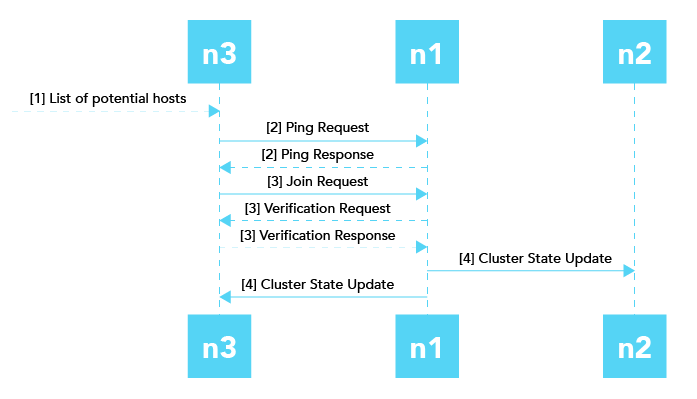 n3
n1
n2
[1] List of potential hosts
[2] Ping Request
[2] Ping Response
[3] Join Request
[3] Verification Request
[3] Verification Response
[4] Cluster State Update
[4] Cluster State Update
n3
n1
n2